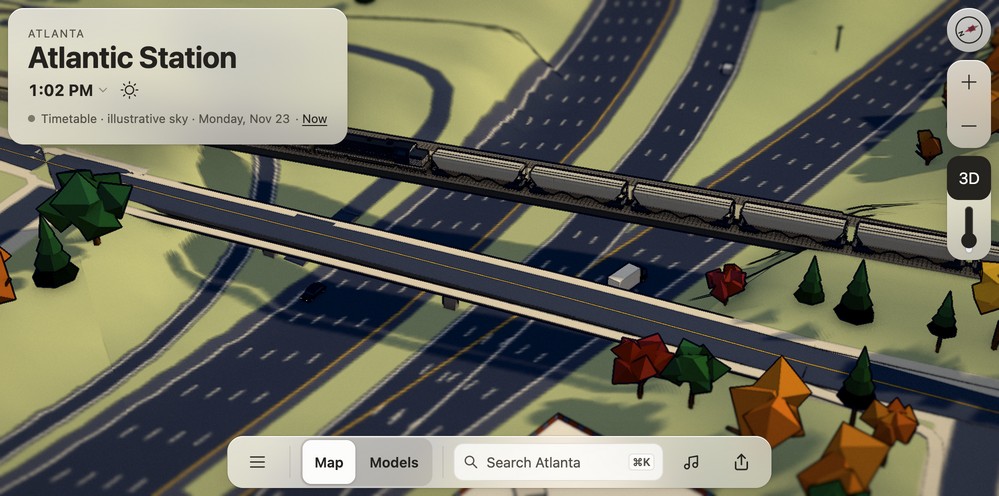 ATLANTA
Atlantic Station
1:02 PM
Timetable · illustrative sky · Monday, Nov 23 · Now
N
3D
Map
Models
Search Atlanta
⌘K